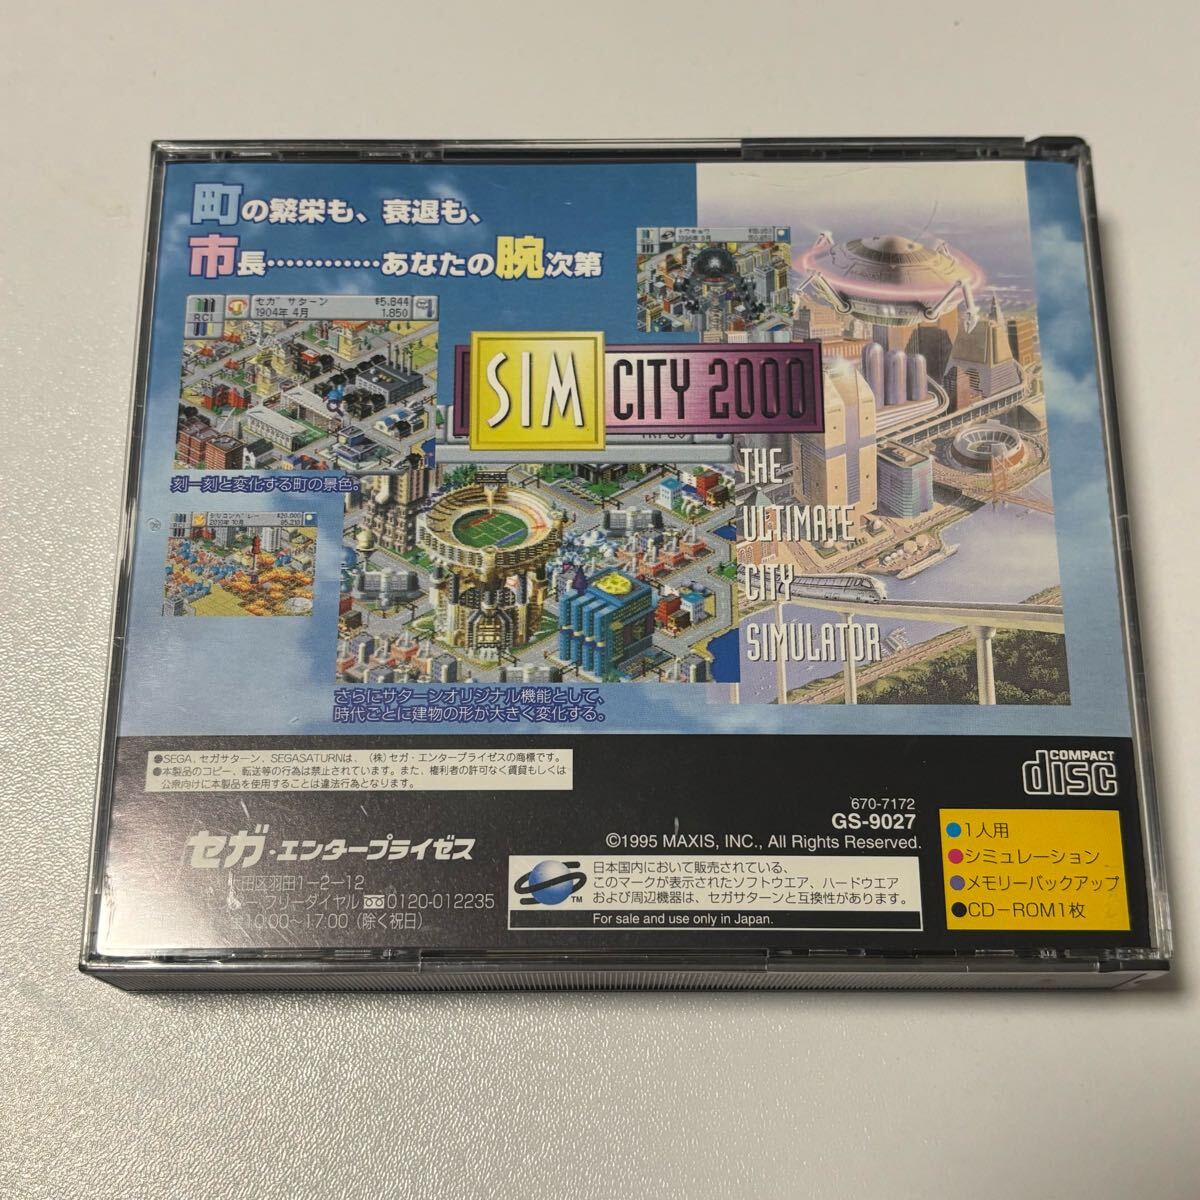 町の繁栄も、衰退も、
市長…………あなたの腕次第
セガ サターン
$5,844
1904年 4月
1,850
RCI
トウキョウ
SIM CITY 2000
THE
ULTIMATE
CITY
SIMULATOR
刻一刻と変化する町の景色。
さらにサターンオリジナル機能として、
時代ごとに建物の形が大きく変化する。
●SEGA、セガサターン、SEGASATURNは、(株)セガ・エンタープライゼスの商標です。
●本製品のコピー、転送等の行為は禁止されています。また、権利者の許可なく賃貸もしくは
公衆向けに本製品を使用することは違法行為となります。
COMPACT
disc
670-7172
GS-9027
©1995 MAXIS, INC., All Rights Reserved.
セガ・エンタープライゼス
大田区羽田1-2-12
フリーダイヤル 0120-012235
10:00~17:00 (除く祝日)
TM
日本国内において販売されている、
このマークが表示されたソフトウエア、ハードウエア
および周辺機器は、セガサターンと互換性があります。
For sale and use only in Japan.
●1人用
●シミュレーション
●メモリーバックアップ
●CD-ROM1枚